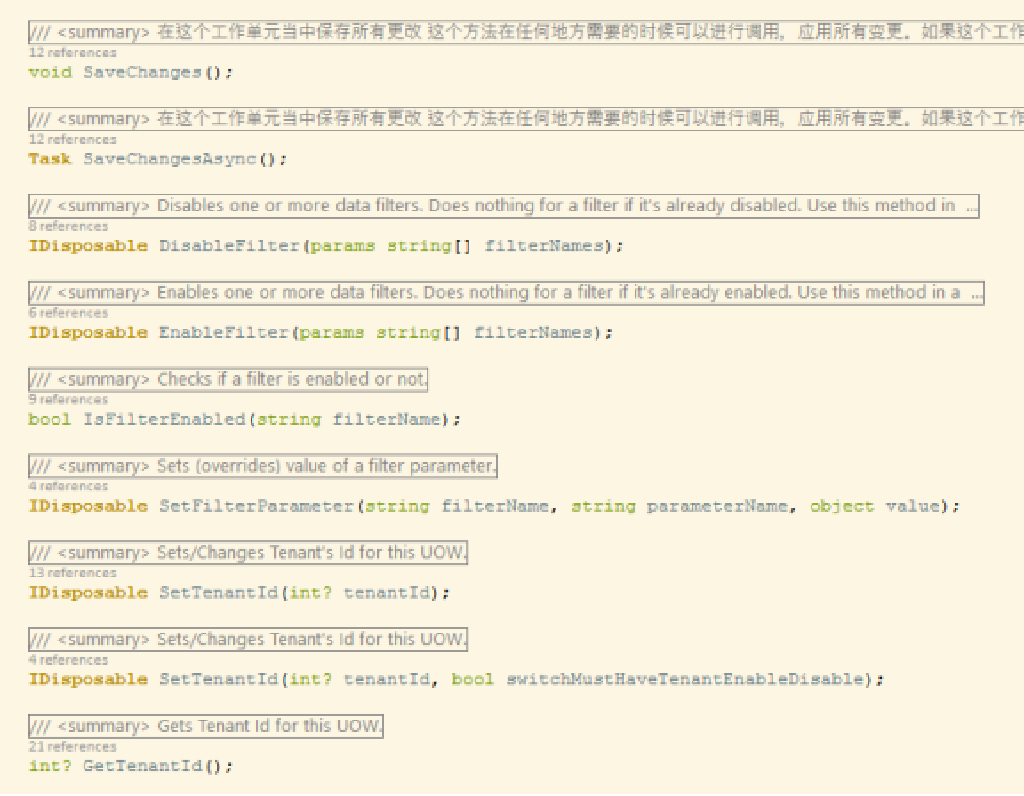 /// <summary> 在这个工作单元当中保存所有更改 这个方法在任何地方需要的时候可以进行调用，应用所有变更。如果这个工作
12 references
void SaveChanges();
/// <summary> 在这个工作单元当中保存所有更改 这个方法在任何地方需要的时候可以进行调用，应用所有变更。如果这个工作
12 references
Task SaveChangesAsync();
/// <summary> Disables one or more data filters. Does nothing for a filter if it's already disabled. Use this method in ...
8 references
IDisposable DisableFilter(params string[] filterNames);
/// <summary> Enables one or more data filters. Does nothing for a filter if it's already enabled. Use this method in a ...
6 references
IDisposable EnableFilter(params string[] filterNames);
/// <summary> Checks if a filter is enabled or not.
9 references
bool IsFilterEnabled(string filterName);
/// <summary> Sets (overrides) value of a filter parameter.
4 references
IDisposable SetFilterParameter(string filterName, string parameterName, object value);
/// <summary> Sets/Changes Tenant's Id for this UOW.
13 references
IDisposable SetTenantId(int? tenantId);
/// <summary> Sets/Changes Tenant's Id for this UOW.
4 references
IDisposable SetTenantId(int? tenantId, bool switchMustHaveTenantEnableDisable);
/// <summary> Gets Tenant Id for this UOW.
21 references
int? GetTenantId();